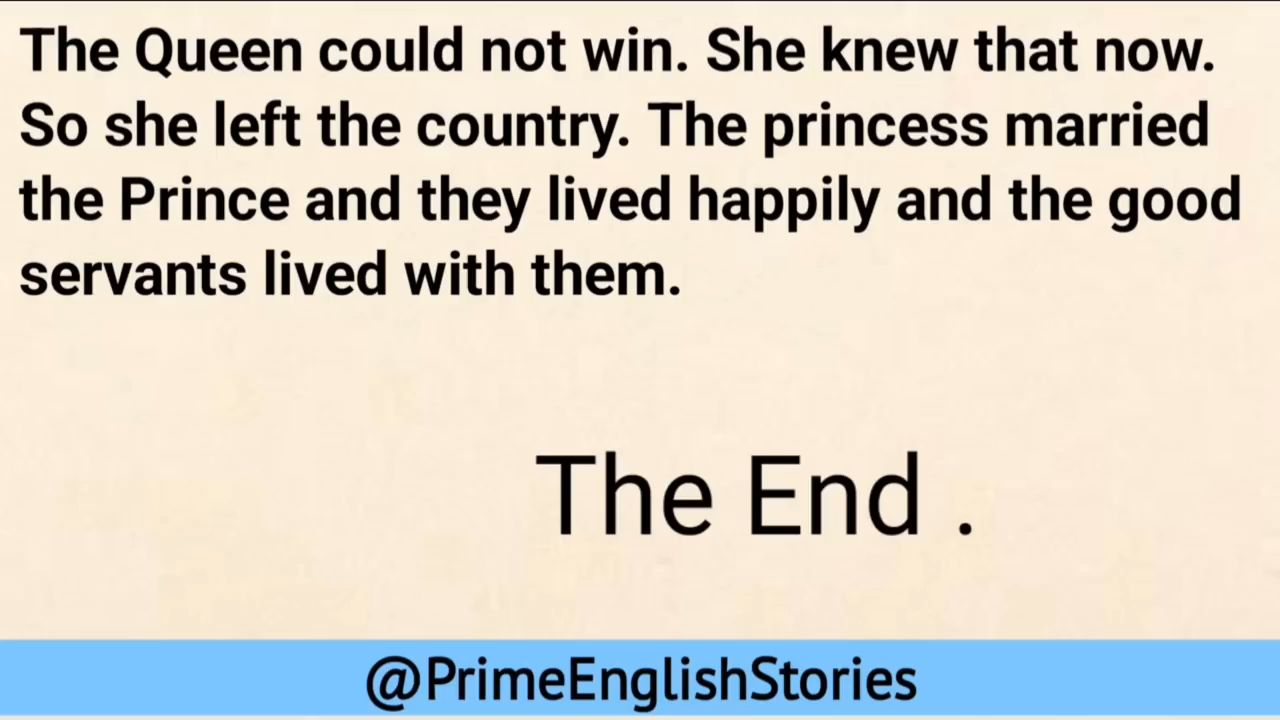 The Queen could not win. She knew that now.
So she left the country. The princess married
the Prince and they lived happily and the good
servants lived with them.
The End .
@PrimeEnglishStories